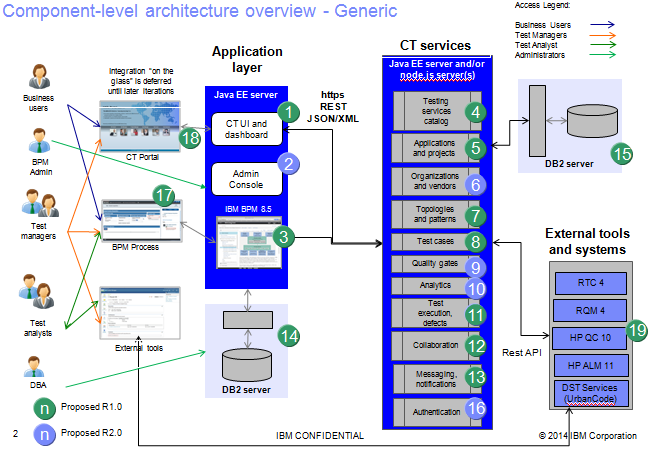 Component-level architecture overview - Generic
Access Legend:
Business Users
Test Managers
Test Analyst
Administrators
Application
layer
CT services
Integration "on the
glass" is deferred
until later Iterations
Java EE server
Java EE server and/or
node.js server(s)
https
REST
JSON/XML
Business
users
BPM
Admin
Test
managers
Test
analysts
DBA
CT Portal
18
17
BPM Process
External tools
1
CT UI and
dashboard
2
Admin
Console
IBM BPM 8.5
3
14
DB2 server
Testing
services
catalog
4
Applications
and projects
5
Organizations
and vendors
6
Topologies
and patterns
7
Test cases
8
Quality gates
9
Analytics
10
Test
execution,
defects
11
Collaboration
12
Messaging,
notifications
13
Authentication
16
DB2 server
15
External tools
and systems
RTC 4
RQM 4
HP QC 10
19
HP ALM 11
DST Services
(UrbanCode)
Rest API
n
Proposed R1.0
n
Proposed R2.0
2
IBM CONFIDENTIAL
© 2014 IBM Corporation